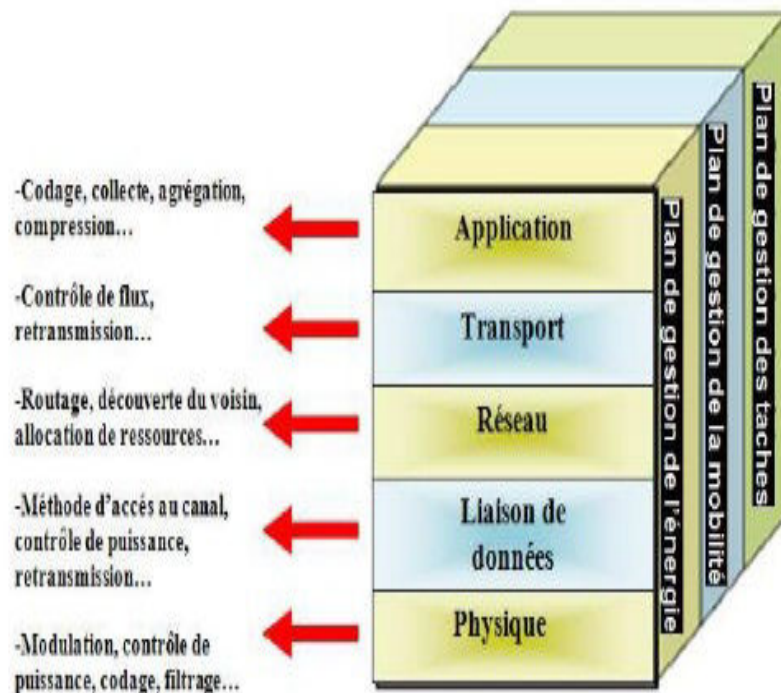 -Codage, collecte, agrégation,
compression...
Application
-Contrôle de flux,
retransmission...
Transport
-Routage, découverte du voisin,
allocation de ressources...
Réseau
-Méthode d'accés au canal,
contrôle de puissance,
retransmission...
Liaison de
données
-Modulation, contrôle de
puissance, codage, filtrage...
Physique
Plan de gestion de l'énergie
Plan de gestion de la mobilité
Plan de gestion des taches